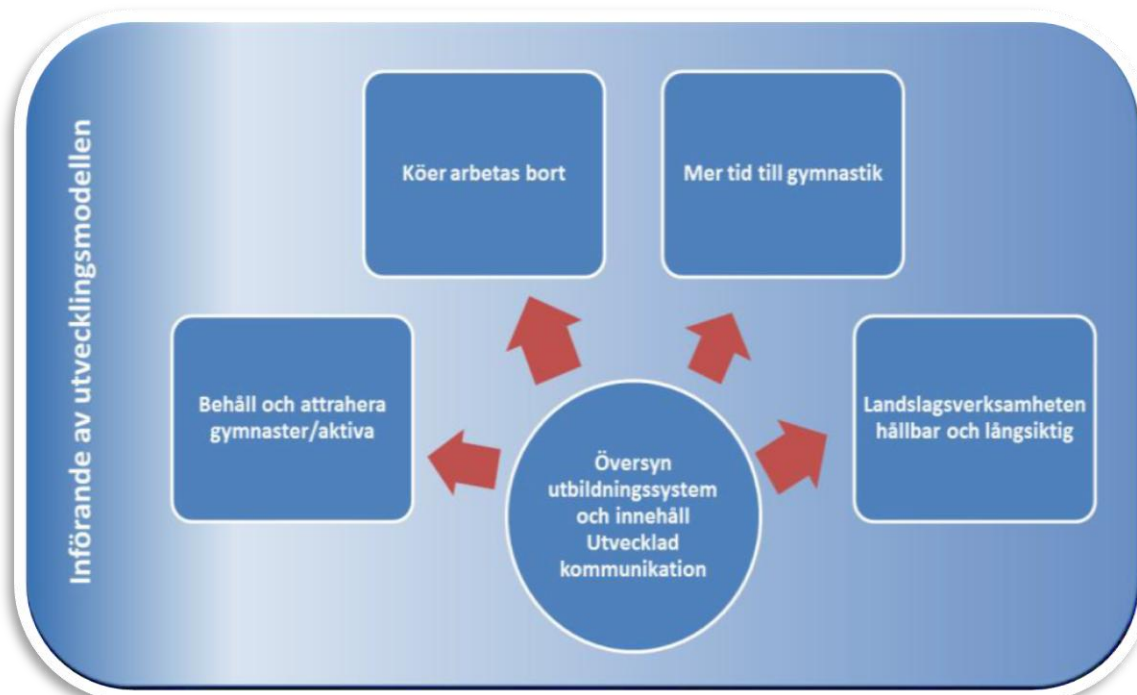 Införande av utvecklingsmodellen
Köer arbetas bort
Mer tid till gymnastik
Behåll och attrahera
gymnaster/aktiva
Landslagsverksamheten
hållbar och långsiktig
Översyn
utbildningssystem
och innehåll
Utvecklad
kommunikation